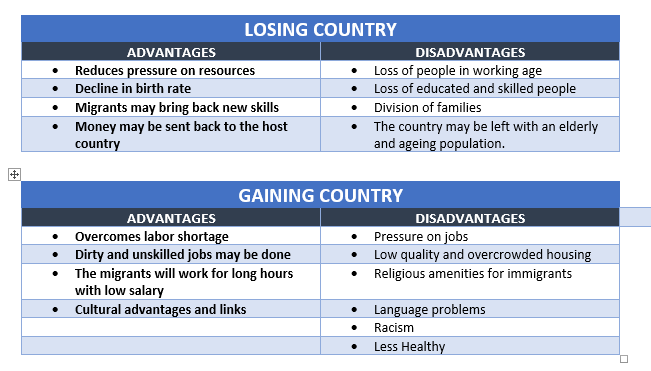 LOSING COUNTRY
ADVANTAGES DISADVANTAGES
• Reduces pressure on resources • Loss of people in working age
• Decline in birth rate • Loss of educated and skilled people
• Migrants may bring back new skills • Division of families
• Money may be sent back to the host • The country may be left with an elderly
country and ageing population.
GAINING COUNTRY
ADVANTAGES DISADVANTAGES
• Overcomes labor shortage • Pressure on jobs
• Dirty and unskilled jobs may be done • Low quality and overcrowded housing
• The migrants will work for long hours • Religious amenities for immigrants
with low salary
• Cultural advantages and links • Language problems
• Racism
• Less Healthy